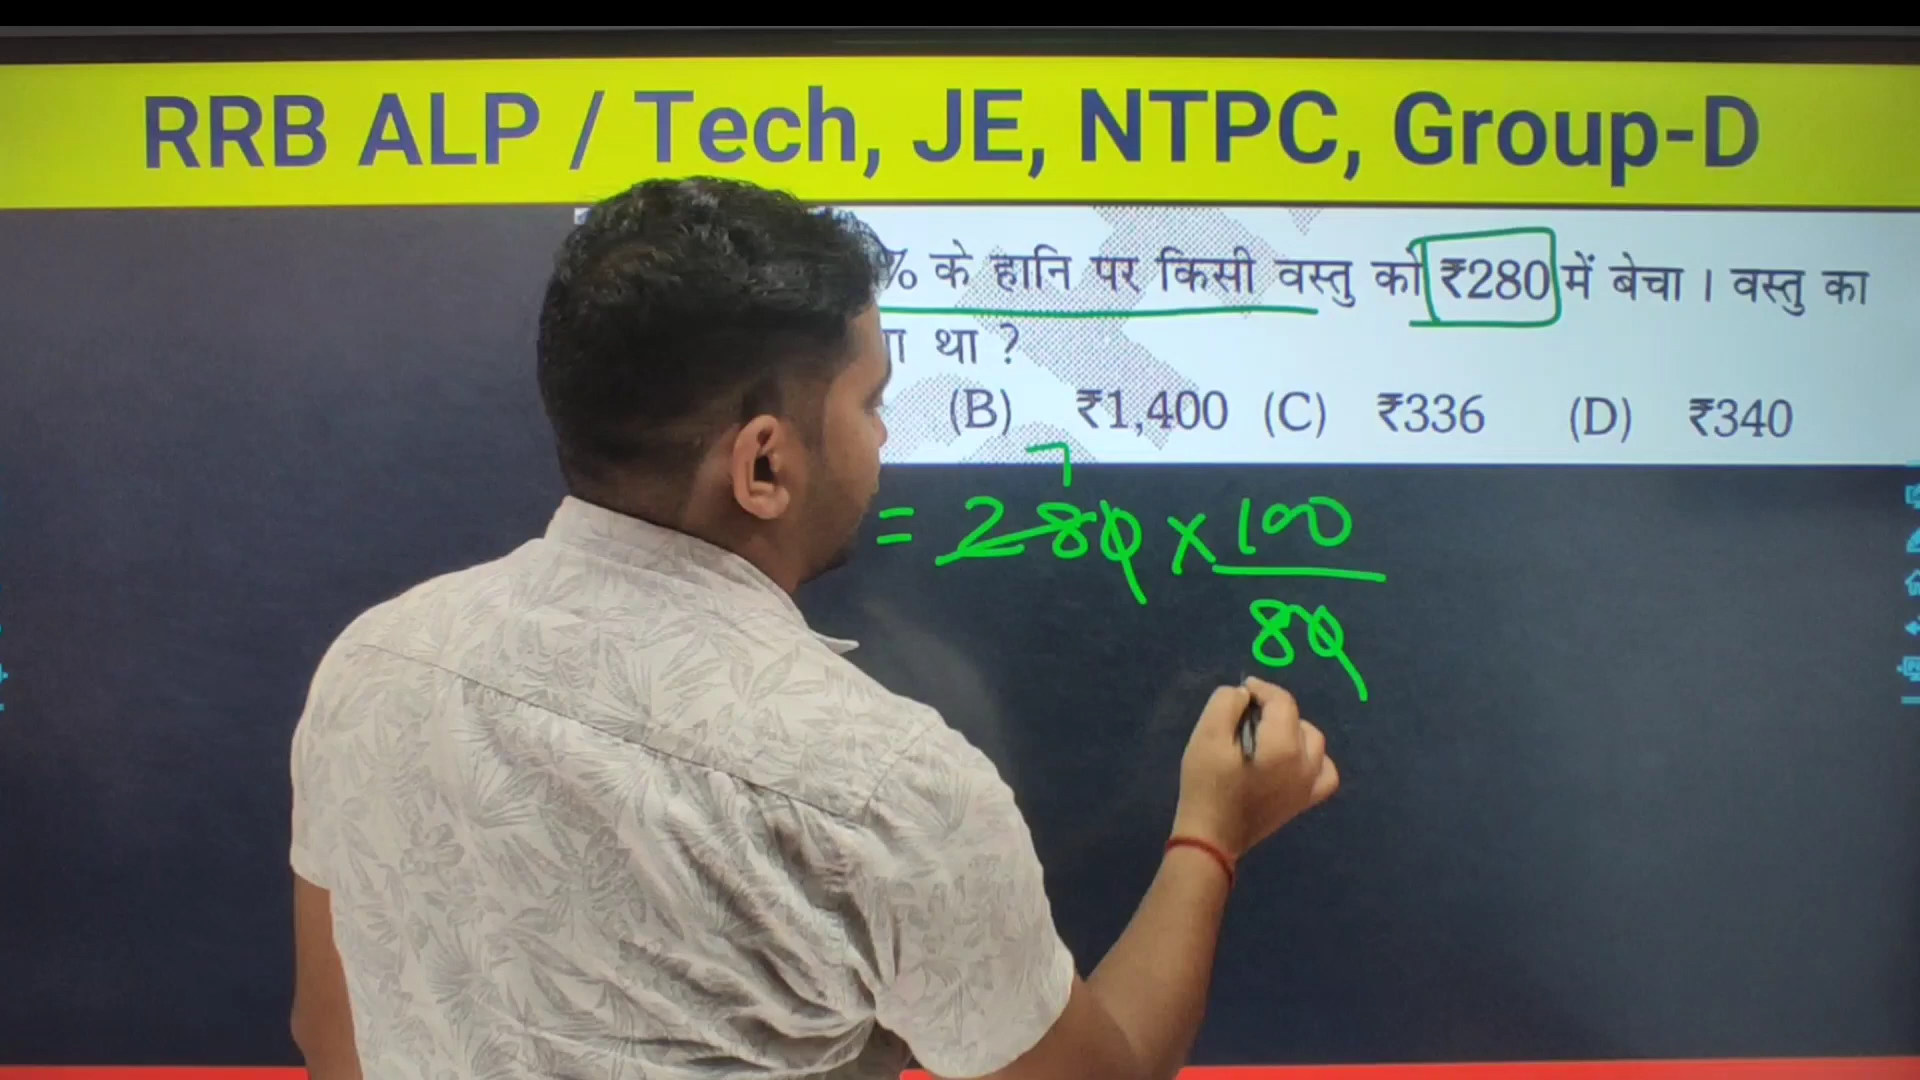 RRB ALP / Tech, JE, NTPC, Group-D
% के हानि पर किसी वस्तु को ₹280 में बेचा । वस्तु का
था ?
(B) ₹1,400 (C) ₹336 (D) ₹340
7
= 280 × 100
80